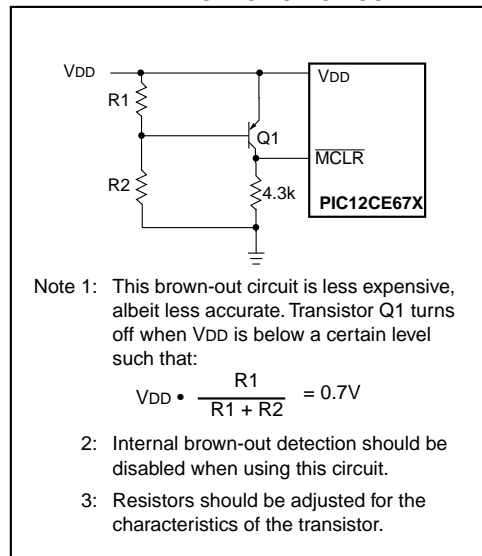 VDD
VDD
R1
Q1
MCLR
R2
4.3k
PIC12CE67X
Note 1: This brown-out circuit is less expensive,
albeit less accurate. Transistor Q1 turns
off when VDD is below a certain level
such that:
VDD • R1 / R1 + R2 = 0.7V
2: Internal brown-out detection should be
disabled when using this circuit.
3: Resistors should be adjusted for the
characteristics of the transistor.